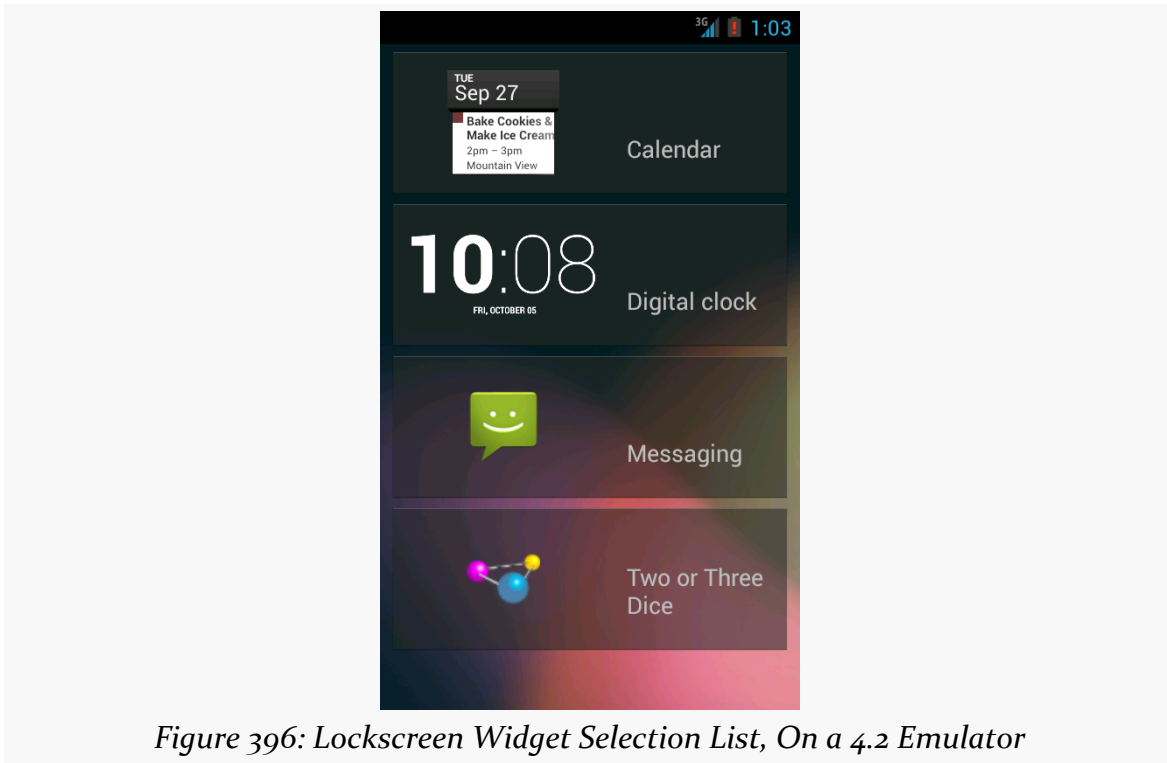 3G
1:03
TUE
Sep 27
Bake Cookies &
Make Ice Cream
2pm – 3pm
Mountain View
Calendar
10:08
FRI, OCTOBER 05
Digital clock
Messaging
Two or Three
Dice
Figure 396: Lockscreen Widget Selection List, On a 4.2 Emulator